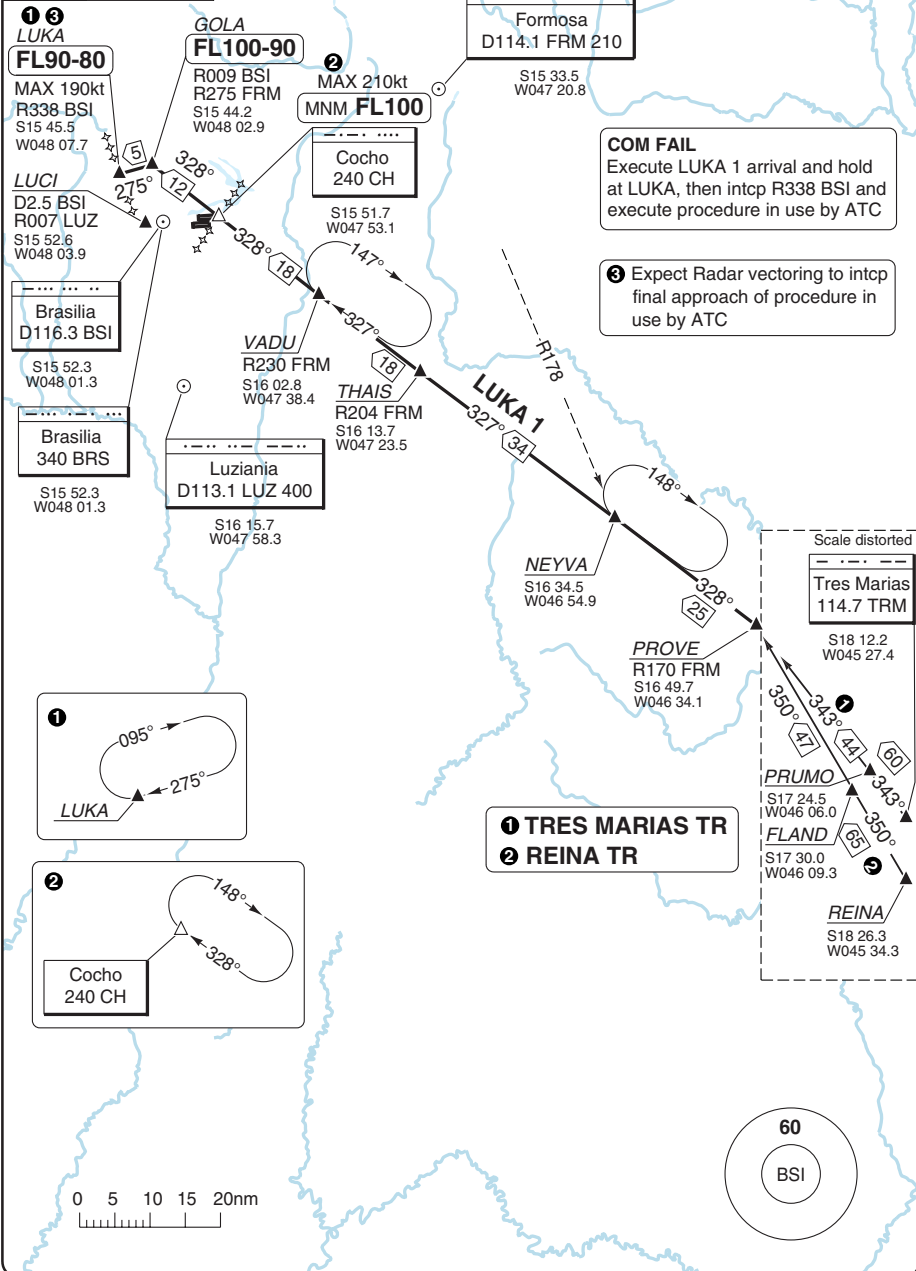 ❶ ❸
LUKA
FL90-80
MAX 190kt
R338 BSI
S15 45.5
W048 07.7
GOLA
FL100-90
R009 BSI
R275 FRM
S15 44.2
W048 02.9
❷
MAX 210kt
MNM FL100
Cocho
240 CH
S15 51.7
W047 53.1
Formosa
D114.1 FRM 210
S15 33.5
W047 20.8
COM FAIL
Execute LUKA 1 arrival and hold
at LUKA, then intcp R338 BSI and
execute procedure in use by ATC
❸ Expect Radar vectoring to intcp
final approach of procedure in
use by ATC
5
275°
328°
12
LUCI
D2.5 BSI
R007 LUZ
S15 52.6
W048 03.9
Brasilia
D116.3 BSI
S15 52.3
W048 01.3
Brasilia
340 BRS
S15 52.3
W048 01.3
328°
18
147°
327°
18
VADU
R230 FRM
S16 02.8
W047 38.4
THAIS
R204 FRM
S16 13.7
W047 23.5
Luziania
D113.1 LUZ 400
S16 15.7
W047 58.3
LUKA 1
327°
34
R178
148°
NEYVA
S16 34.5
W046 54.9
328°
25
PROVE
R170 FRM
S16 49.7
W046 34.1
Scale distorted
Tres Marias
114.7 TRM
S18 12.2
W045 27.4
350°
47
343°
❶
44
60
343°
PRUMO
S17 24.5
W046 06.0
FLAND
S17 30.0
W046 09.3
350°
65
❷
REINA
S18 26.3
W045 34.3
❶ TRES MARIAS TR
❷ REINA TR
❶
095°
275°
LUKA
❷
148°
328°
Cocho
240 CH
0 5 10 15 20nm
60
BSI